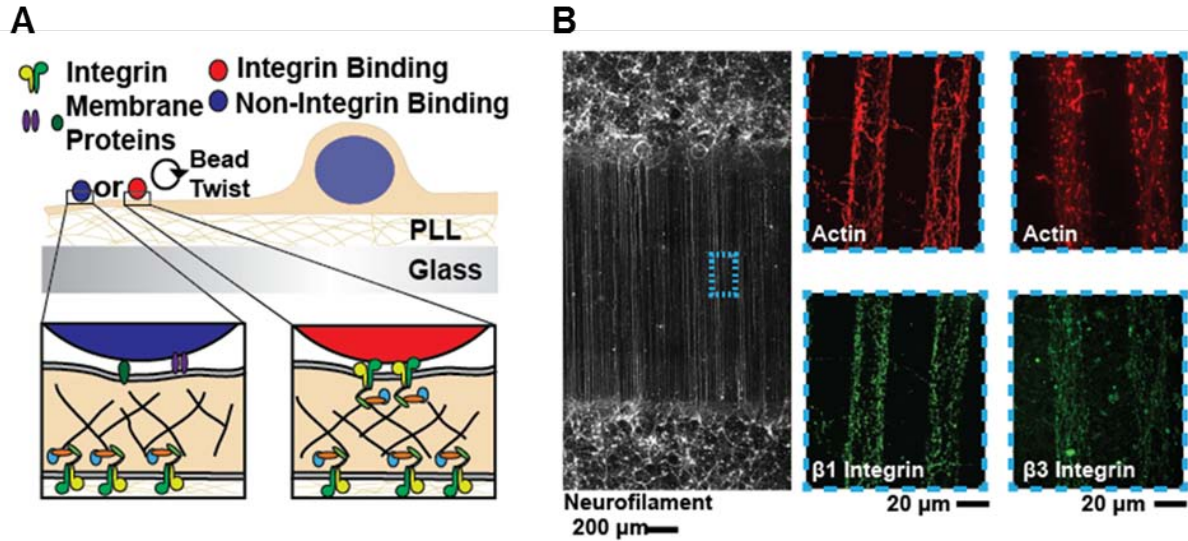 A
Integrin
Membrane
Proteins
Integrin Binding
Non-Integrin Binding
or
Bead
Twist
PLL
Glass
B
Actin
Actin
β1 Integrin
β3 Integrin
Neurofilament
200 µm
20 µm
20 µm